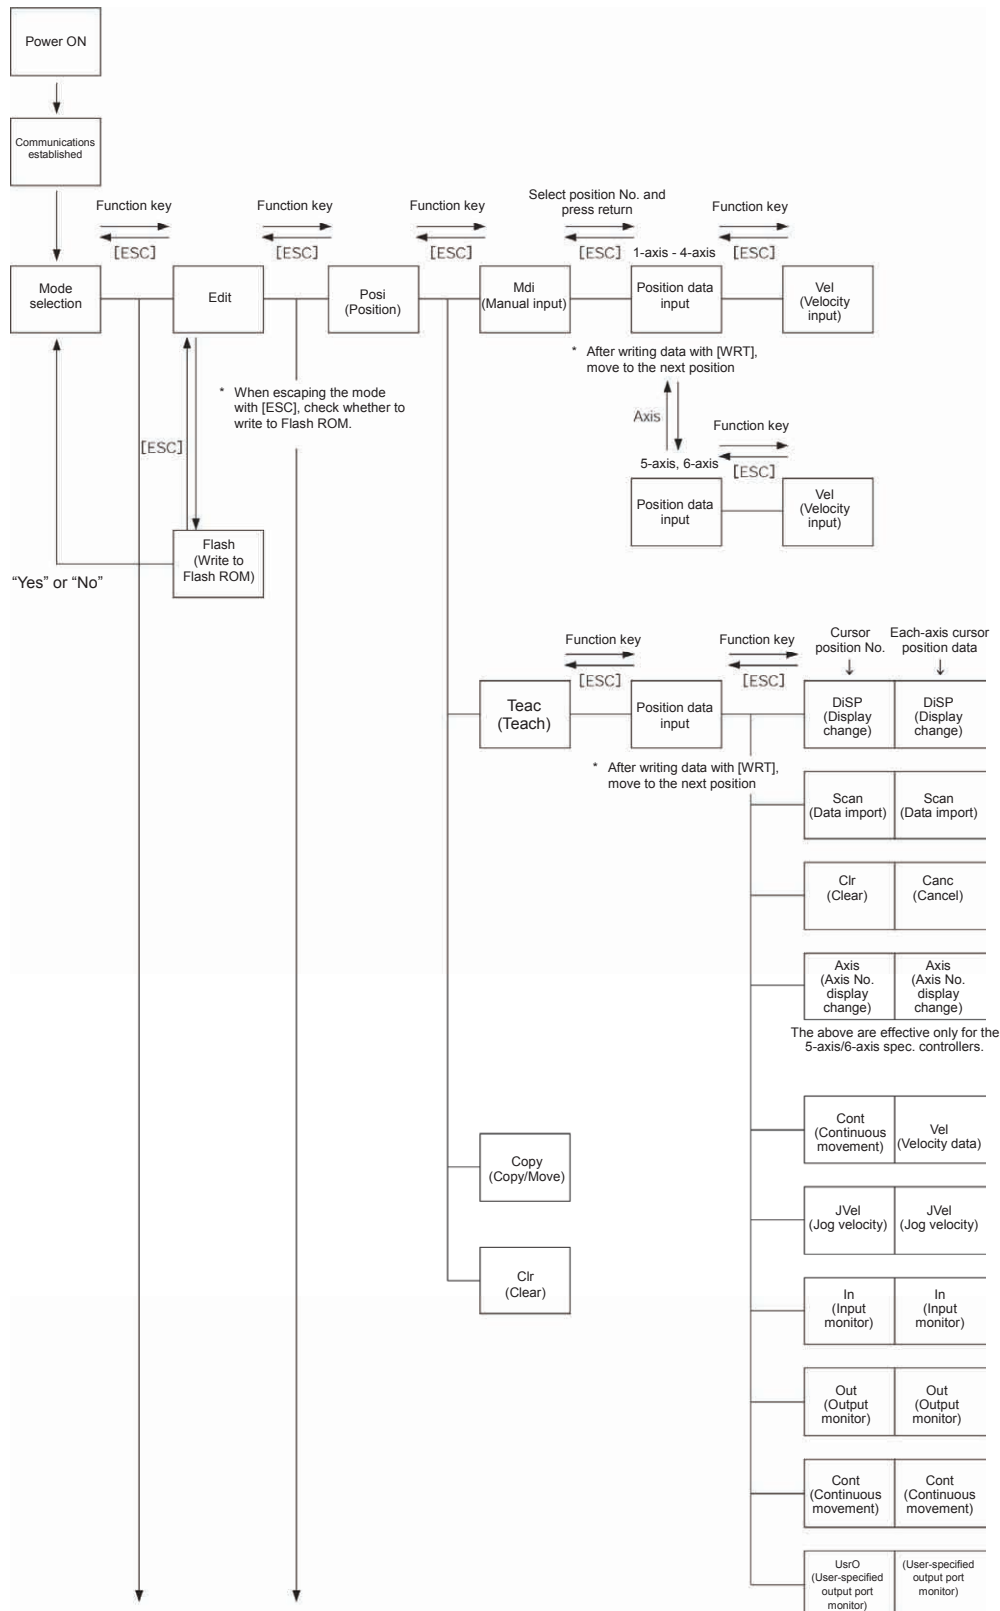 Power ON
Communications
established
Function key
[ESC]
Function key
[ESC]
Function key
[ESC]
Select position No. and
press return
[ESC]
Function key
[ESC]
Mode
selection
Edit
Posi
(Position)
Mdi
(Manual input)
1-axis - 4-axis
Position data
input
Vel
(Velocity
input)
* When escaping the mode
with [ESC], check whether to
write to Flash ROM.
* After writing data with [WRT],
move to the next position
[ESC]
Axis
Function key
[ESC]
5-axis, 6-axis
Position data
input
Vel
(Velocity
input)
Flash
(Write to
Flash ROM)
“Yes” or “No”
Function key
[ESC]
Function key
[ESC]
Cursor
position No.
Each-axis cursor
position data
Teac
(Teach)
Position data
input
* After writing data with [WRT],
move to the next position
DiSP
(Display
change)
DiSP
(Display
change)
Scan
(Data import)
Scan
(Data import)
Clr
(Clear)
Canc
(Cancel)
Axis
(Axis No.
display
change)
Axis
(Axis No.
display
change)
The above are effective only for the
5-axis/6-axis spec. controllers.
Cont
(Continuous
movement)
Vel
(Velocity data)
Copy
(Copy/Move)
JVel
(Jog velocity)
JVel
(Jog velocity)
Clr
(Clear)
In
(Input
monitor)
In
(Input
monitor)
Out
(Output
monitor)
Out
(Output
monitor)
Cont
(Continuous
movement)
Cont
(Continuous
movement)
UsrO
(User-specified
output port
monitor)
(User-specified
output port
monitor)